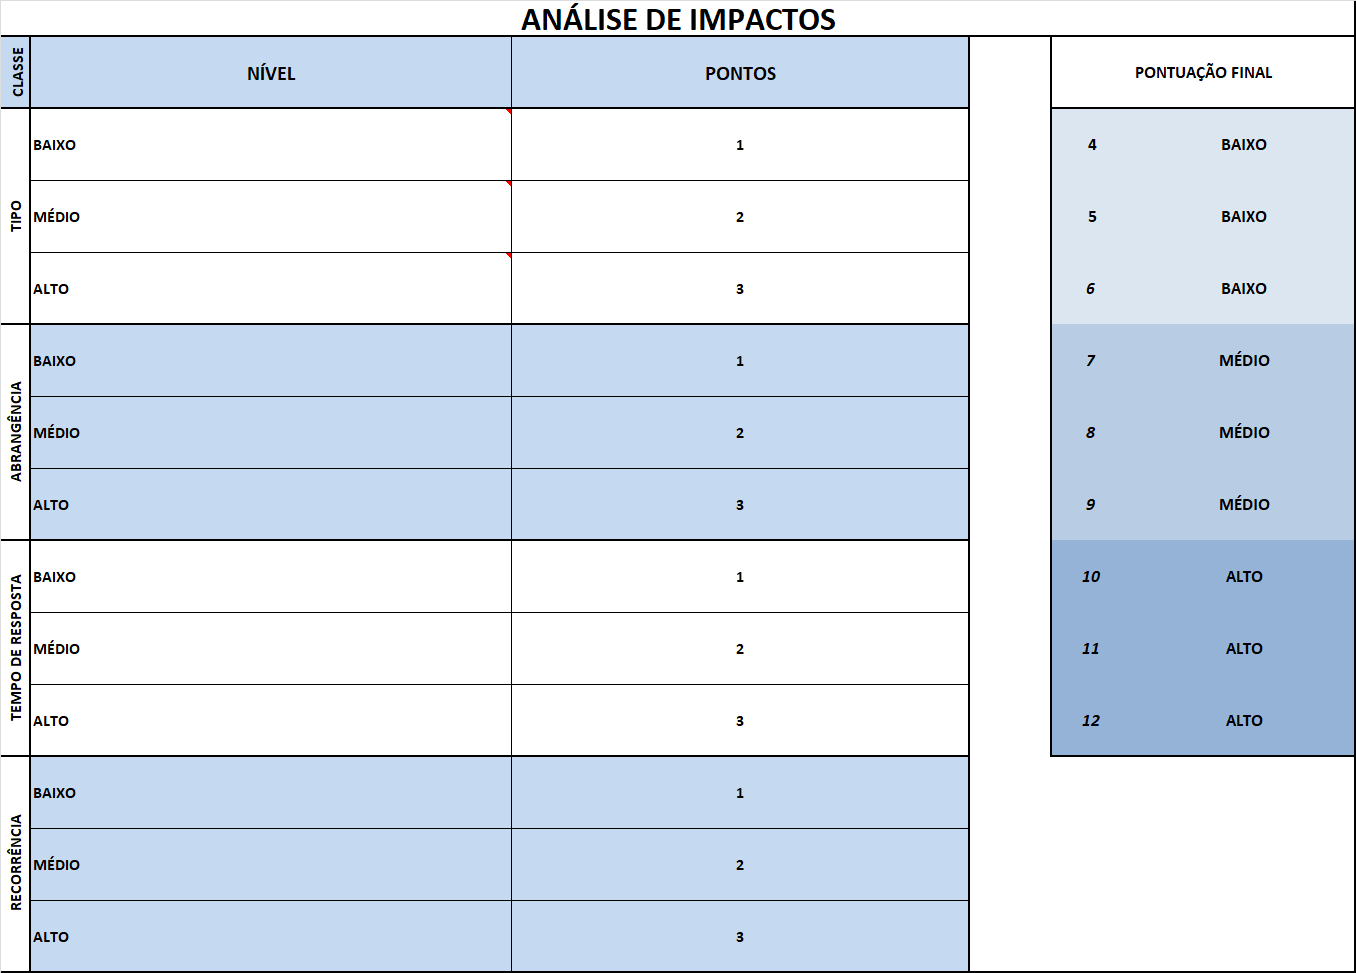 ANÁLISE DE IMPACTOS
CLASSE NÍVEL PONTOS PONTUAÇÃO FINAL
TIPO
BAIXO 1 4 BAIXO
MÉDIO 2 5 BAIXO
ALTO 3 6 BAIXO
ABRANGÊNCIA
BAIXO 1 7 MÉDIO
MÉDIO 2 8 MÉDIO
ALTO 3 9 MÉDIO
TEMPO DE RESPOSTA
BAIXO 1 10 ALTO
MÉDIO 2 11 ALTO
ALTO 3 12 ALTO
RECORRÊNCIA
BAIXO 1
MÉDIO 2
ALTO 3